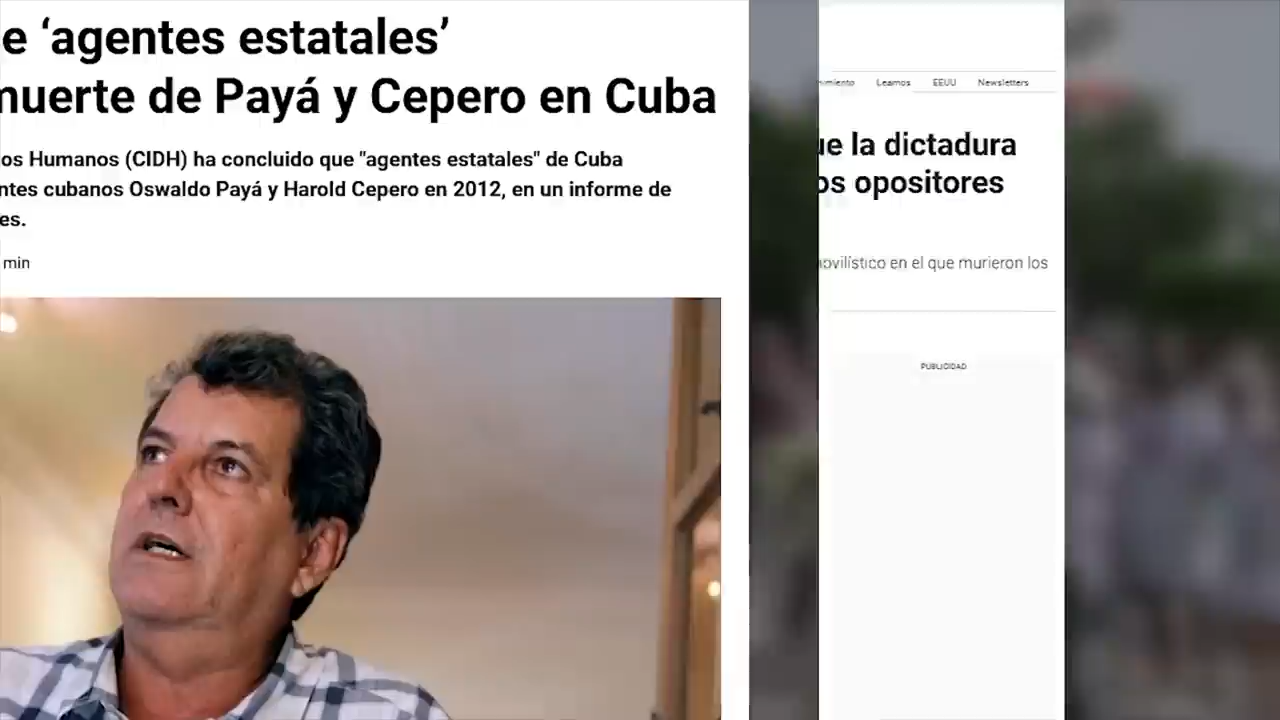 e ‘agentes estatales’
muerte de Payá y Cepero en Cuba
os Humanos (CIDH) ha concluido que "agentes estatales" de Cuba
ntes cubanos Oswaldo Payá y Harold Cepero en 2012, en un informe de
es.
min
Leamos EEUU Newsletters
ue la dictadura
os opositores
ovilístico en el que murieron los
PUBLICIDAD